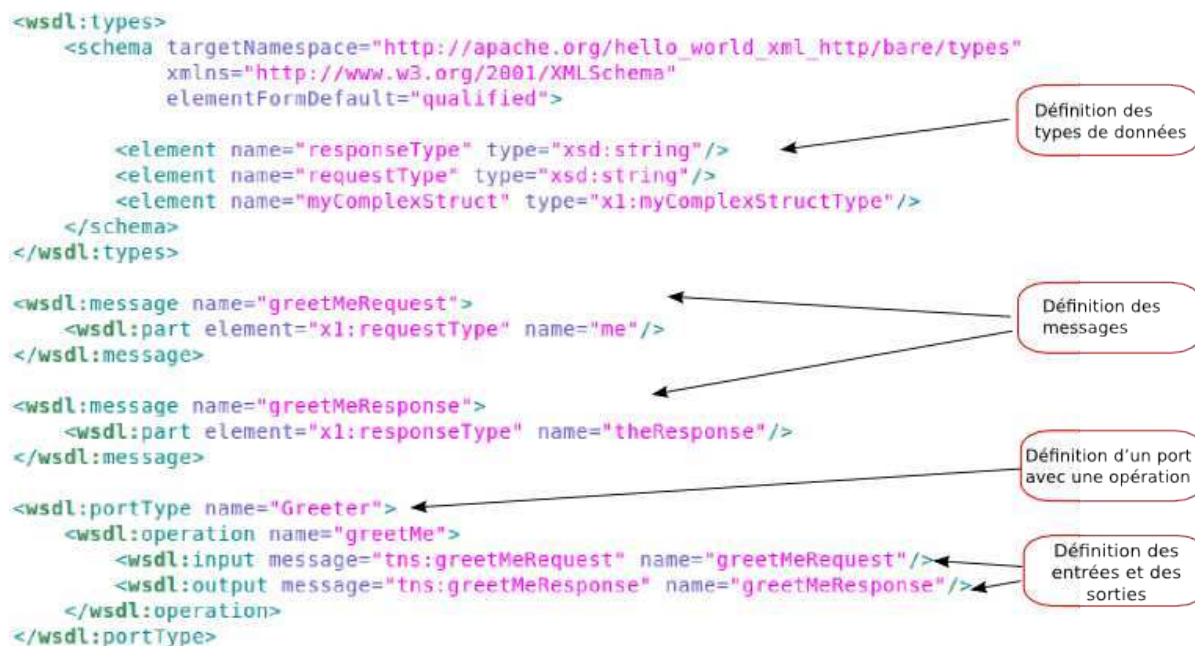 <wsdl:types>
<schema targetNamespace="http://apache.org/hello_world_xml_http/bare/types"
xmlns="http://www.w3.org/2001/XMLSchema"
elementFormDefault="qualified">
Définition des
types de données
<element name="responseType" type="xsd:string"/>
<element name="requestType" type="xsd:string"/>
<element name="myComplexStruct" type="x1:myComplexStructType"/>
</schema>
</wsdl:types>
<wsdl:message name="greetMeRequest">
<wsdl:part element="x1:requestType" name="me"/>
</wsdl:message>
Définition des
messages
<wsdl:message name="greetMeResponse">
<wsdl:part element="x1:responseType" name="theResponse"/>
</wsdl:message>
Définition d'un port
avec une opération
<wsdl:portType name="Greeter">
<wsdl:operation name="greetMe">
<wsdl:input message="tns:greetMeRequest" name="greetMeRequest"/>
<wsdl:output message="tns:greetMeResponse" name="greetMeResponse"/>
</wsdl:operation>
</wsdl:portType>
Définition des
entrées et des
sorties